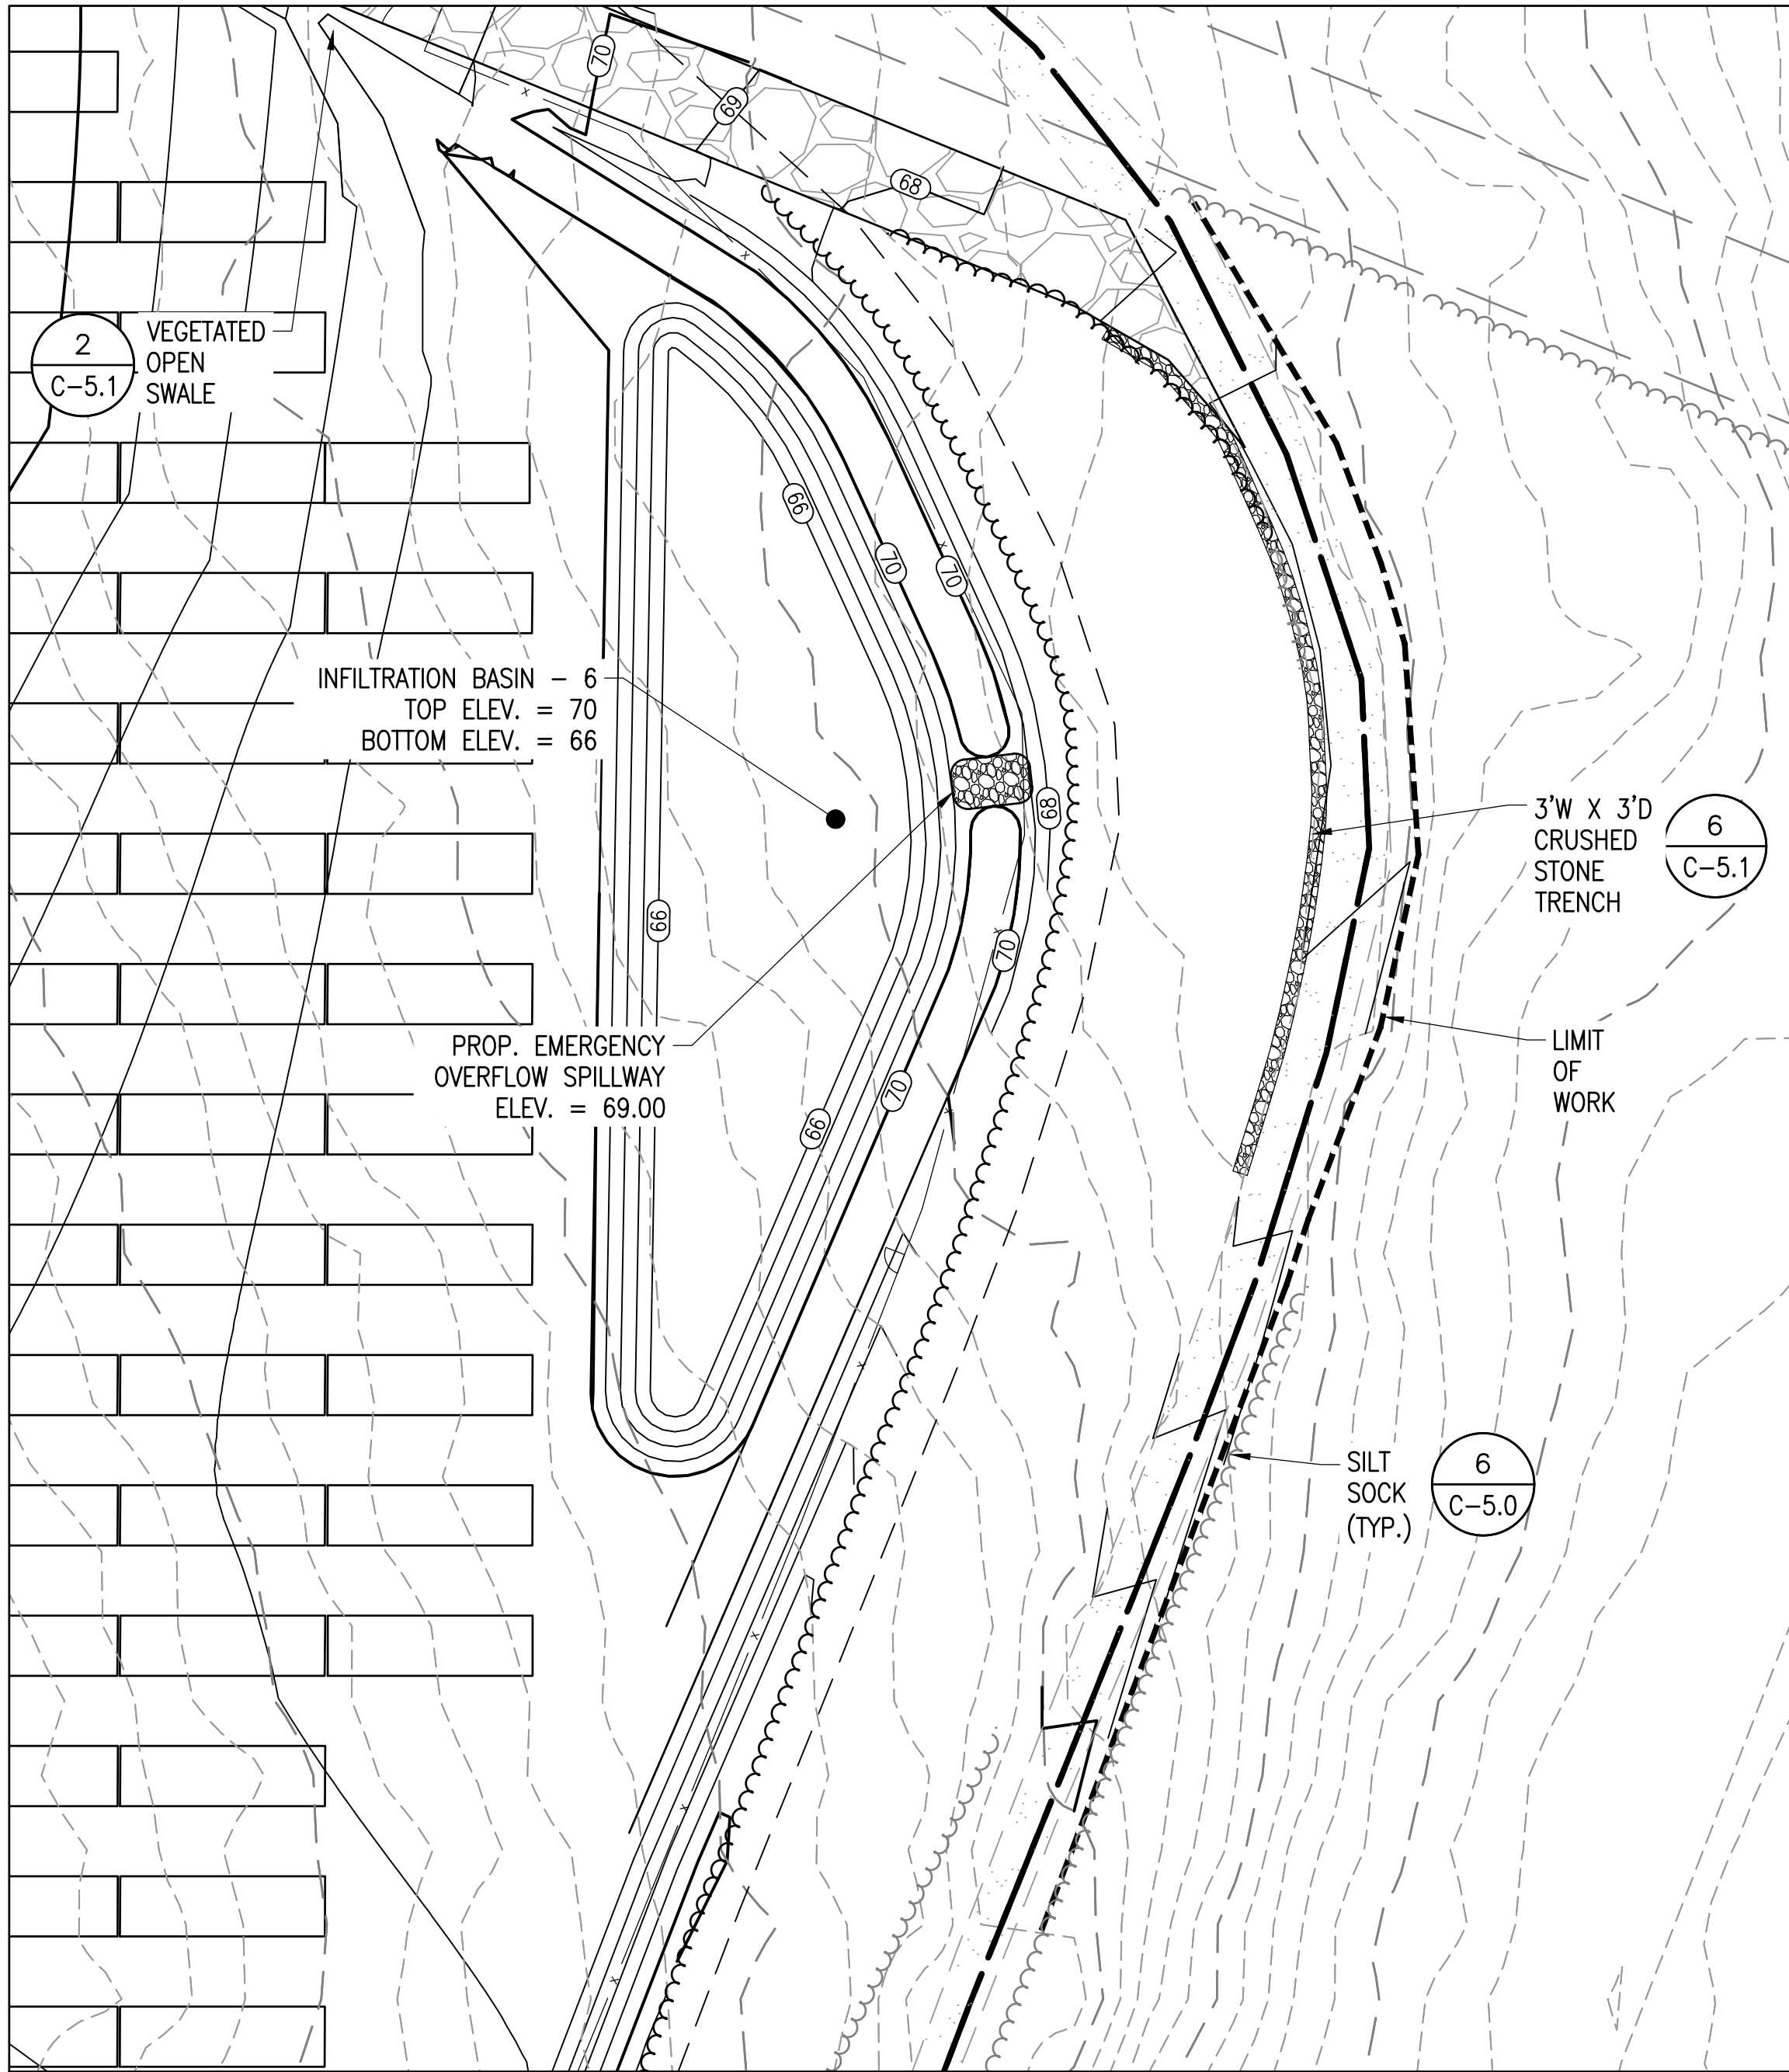 70
69
68
2
C-5.1
VEGETATED
OPEN
SWALE
66
70
70
INFILTRATION BASIN - 6
TOP ELEV. = 70
BOTTOM ELEV. = 66
68
3'W X 3'D
CRUSHED
STONE
TRENCH
6
C-5.1
66
70
PROP. EMERGENCY
OVERFLOW SPILLWAY
ELEV. = 69.00
LIMIT
OF
WORK
70
66
SILT
SOCK
(TYP.)
6
C-5.0